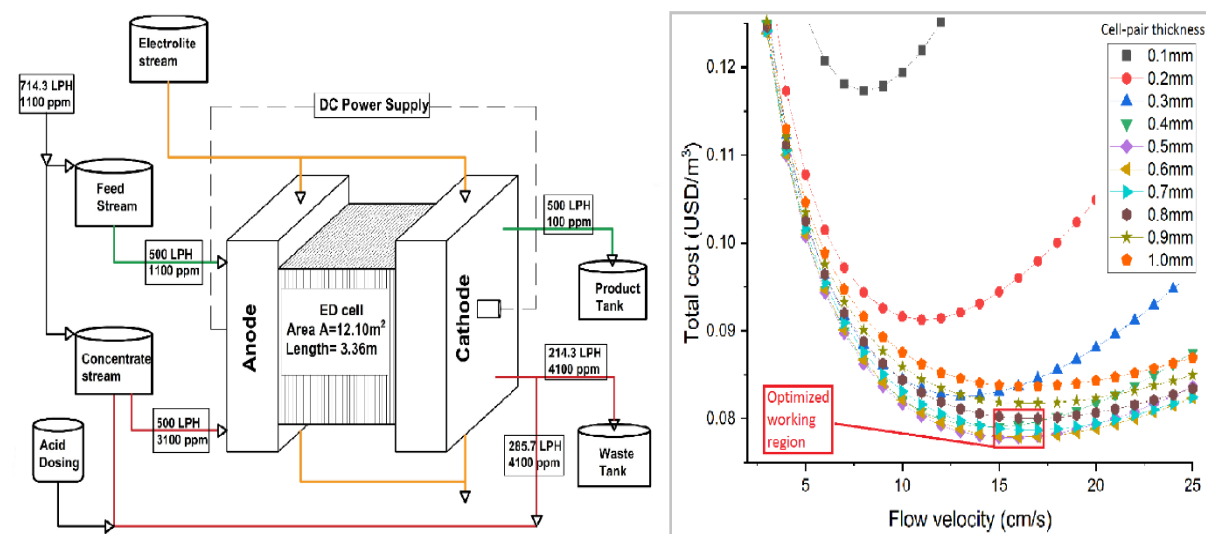 Electrolite
stream
714.3 LPH
1100 ppm
DC Power Supply
Feed
Stream
500 LPH
1100 ppm
500 LPH
100 ppm
Product
Tank
Anode
ED cell
Area A=12.10m²
Length= 3.36m
Cathode
Concentrate
stream
214.3 LPH
4100 ppm
500 LPH
3100 ppm
Acid
Dosing
285.7 LPH
4100 ppm
Waste
Tank
Total cost (USD/m³)
0.12
0.11
0.10
0.09
0.08
Cell-pair thickness
0.1mm
0.2mm
0.3mm
0.4mm
0.5mm
0.6mm
0.7mm
0.8mm
0.9mm
1.0mm
Optimized
working
region
5
10
15
20
25
Flow velocity (cm/s)